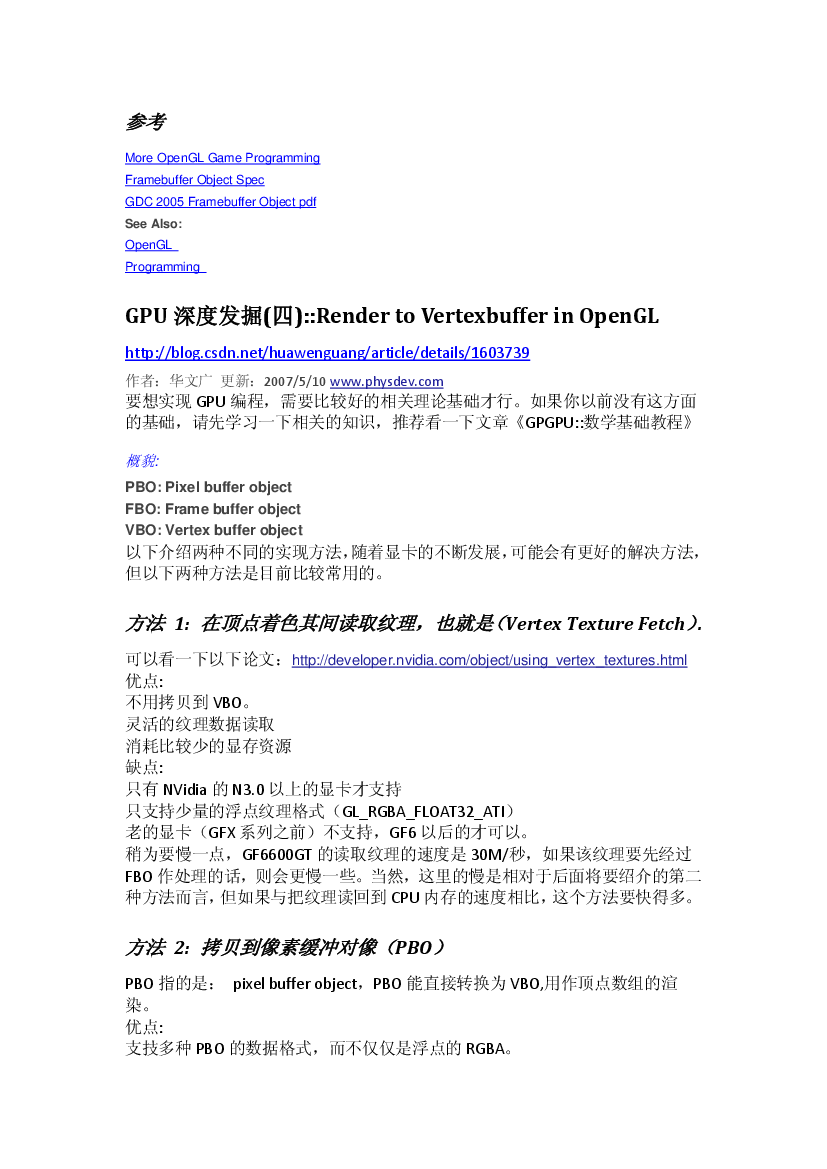 参考
More OpenGL Game Programming
Framebuffer Object Spec
GDC 2005 Framebuffer Object pdf
See Also:
OpenGL
Programming
GPU 深度发掘(四)::Render to Vertexbuffer in OpenGL
http://blog.csdn.net/huawenguang/article/details/1603739
作者：华文广 更新：2007/5/10 www.physdev.com
要想实现 GPU 编程，需要比较好的相关理论基础才行。如果你以前没有这方面
的基础，请先学习一下相关的知识，推荐看一下文章《GPGPU::数学基础教程》
概貌:
PBO: Pixel buffer object
FBO: Frame buffer object
VBO: Vertex buffer object
以下介绍两种不同的实现方法，随着显卡的不断发展，可能会有更好的解决方法，
但以下两种方法是目前比较常用的。
方法 1：在顶点着色其间读取纹理，也就是（Vertex Texture Fetch）.
可以看一下以下论文：http://developer.nvidia.com/object/using_vertex_textures.html
优点:
不用拷贝到 VBO。
灵活的纹理数据读取
消耗比较少的显存资源
缺点:
只有 NVidia 的 N3.0 以上的显卡才支持
只支持少量的浮点纹理格式（GL_RGBA_FLOAT32_ATI）
老的显卡（GFX 系列之前）不支持，GF6 以后的才可以。
稍为要慢一点，GF6600GT 的读取纹理的速度是 30M/秒，如果该纹理要先经过
FBO 作处理的话，则会更慢一些。当然，这里的慢是相对于后面将要绍介的第二
种方法而言，但如果与把纹理读回到 CPU 内存的速度相比，这个方法要快得多。
方法 2：拷贝到像素缓冲对像（PBO）
PBO 指的是： pixel buffer object，PBO 能直接转换为 VBO,用作顶点数组的渲
染。
优点:
支技多种 PBO 的数据格式，而不仅仅是浮点的 RGBA。